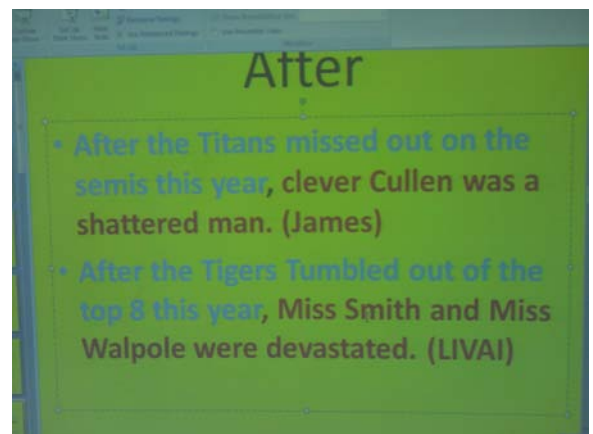 After
• After the Titans missed out on the
semis this year, clever Cullen was a
shattered man. (James)
• After the Tigers Tumbled out of the
top 8 this year, Miss Smith and Miss
Walpole were devastated. (LIVAI)